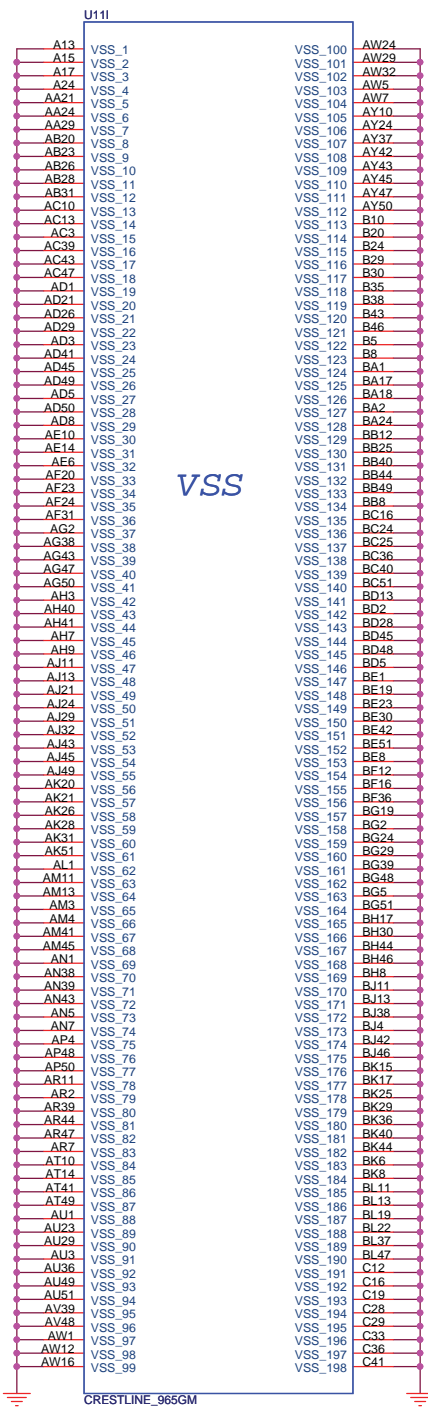 U11I
A13 VSS_1 VSS_100 AW24
A15 VSS_2 VSS_101 AW29
A17 VSS_3 VSS_102 AW32
A24 VSS_4 VSS_103 AW5
AA21 VSS_5 VSS_104 AW7
AA24 VSS_6 VSS_105 AY10
AA29 VSS_7 VSS_106 AY24
AB20 VSS_8 VSS_107 AY37
AB23 VSS_9 VSS_108 AY42
AB26 VSS_10 VSS_109 AY43
AB28 VSS_11 VSS_110 AY45
AB31 VSS_12 VSS_111 AY47
AC10 VSS_13 VSS_112 AY50
AC13 VSS_14 VSS_113 B10
AC3 VSS_15 VSS_114 B20
AC39 VSS_16 VSS_115 B24
AC43 VSS_17 VSS_116 B29
AC47 VSS_18 VSS_117 B30
AD1 VSS_19 VSS_118 B35
AD21 VSS_20 VSS_119 B38
AD26 VSS_21 VSS_120 B43
AD29 VSS_22 VSS_121 B46
AD3 VSS_23 VSS_122 B5
AD41 VSS_24 VSS_123 B8
AD45 VSS_25 VSS_124 BA1
AD49 VSS_26 VSS_125 BA17
AD5 VSS_27 VSS_126 BA18
AD50 VSS_28 VSS_127 BA2
AD8 VSS_29 VSS_128 BA24
AE10 VSS_30 VSS_129 BB12
AE14 VSS_31 VSS_130 BB25
AE6 VSS_32 VSS_131 BB40
AF20 VSS_33 VSS_132 BB44
AF23 VSS_34 VSS_133 BB49
VSS
AF24 VSS_35 VSS_134 BB8
AF31 VSS_36 VSS_135 BC16
AG2 VSS_37 VSS_136 BC24
AG38 VSS_38 VSS_137 BC25
AG43 VSS_39 VSS_138 BC36
AG47 VSS_40 VSS_139 BC40
AG50 VSS_41 VSS_140 BC51
AH3 VSS_42 VSS_141 BD13
AH40 VSS_43 VSS_142 BD2
AH41 VSS_44 VSS_143 BD28
AH7 VSS_45 VSS_144 BD45
AH9 VSS_46 VSS_145 BD48
AJ11 VSS_47 VSS_146 BD5
AJ13 VSS_48 VSS_147 BE1
AJ21 VSS_49 VSS_148 BE19
AJ24 VSS_50 VSS_149 BE23
AJ29 VSS_51 VSS_150 BE30
AJ32 VSS_52 VSS_151 BE42
AJ43 VSS_53 VSS_152 BE51
AJ45 VSS_54 VSS_153 BE8
AJ49 VSS_55 VSS_154 BF12
AK20 VSS_56 VSS_155 BF16
AK21 VSS_57 VSS_156 BF36
AK26 VSS_58 VSS_157 BG19
AK28 VSS_59 VSS_158 BG2
AK31 VSS_60 VSS_159 BG24
AK51 VSS_61 VSS_160 BG29
AL1 VSS_62 VSS_161 BG39
AM11 VSS_63 VSS_162 BG48
AM13 VSS_64 VSS_163 BG5
AM3 VSS_65 VSS_164 BG51
AM4 VSS_66 VSS_165 BH17
AM41 VSS_67 VSS_166 BH30
AM45 VSS_68 VSS_167 BH44
AN1 VSS_69 VSS_168 BH46
AN38 VSS_70 VSS_169 BH8
AN39 VSS_71 VSS_170 BJ11
AN43 VSS_72 VSS_171 BJ13
AN5 VSS_73 VSS_172 BJ38
AN7 VSS_74 VSS_173 BJ4
AP4 VSS_75 VSS_174 BJ42
AP48 VSS_76 VSS_175 BJ46
AP50 VSS_77 VSS_176 BK15
AR11 VSS_78 VSS_177 BK17
AR2 VSS_79 VSS_178 BK25
AR39 VSS_80 VSS_179 BK29
AR44 VSS_81 VSS_180 BK36
AR47 VSS_82 VSS_181 BK40
AR7 VSS_83 VSS_182 BK44
AT10 VSS_84 VSS_183 BK6
AT14 VSS_85 VSS_184 BK8
AT41 VSS_86 VSS_185 BL11
AT49 VSS_87 VSS_186 BL13
AU1 VSS_88 VSS_187 BL19
AU23 VSS_89 VSS_188 BL22
AU29 VSS_90 VSS_189 BL37
AU3 VSS_91 VSS_190 BL47
AU36 VSS_92 VSS_191 C12
AU49 VSS_93 VSS_192 C16
AU51 VSS_94 VSS_193 C19
AV39 VSS_95 VSS_194 C28
AV48 VSS_96 VSS_195 C29
AW1 VSS_97 VSS_196 C33
AW12 VSS_98 VSS_197 C36
AW16 VSS_99 VSS_198 C41
CRESTLINE_965GM